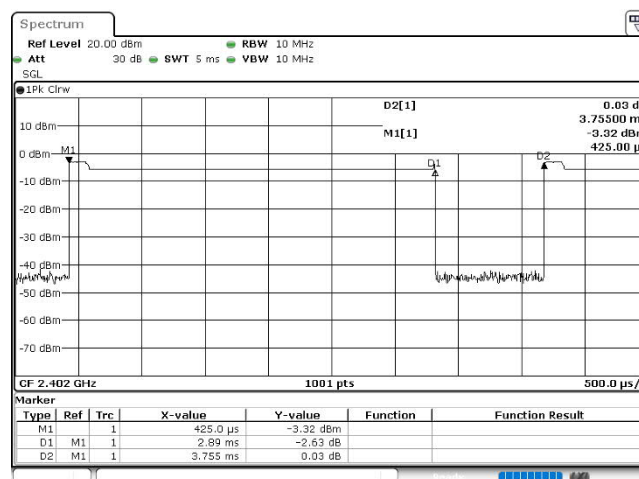 Spectrum
Ref Level 20.00 dBm RBW 10 MHz
Att 30 dB SWT 5 ms VBW 10 MHz
SGL
1Pk Clrw
D2[1] 0.03 d
3.75500 m
10 dBm
M1[1] -3.32 dB
425.00 µ
0 dBm M1
D1 D2
-10 dBm
-20 dBm
-30 dBm
-40 dBm
-50 dBm
-60 dBm
-70 dBm
CF 2.402 GHz 1001 pts 500.0 µs/
Marker
Type Ref Trc X-value Y-value Function Function Result
M1 1 425.0 µs -3.32 dBm
D1 M1 1 2.89 ms -2.63 dB
D2 M1 1 3.755 ms 0.03 dB